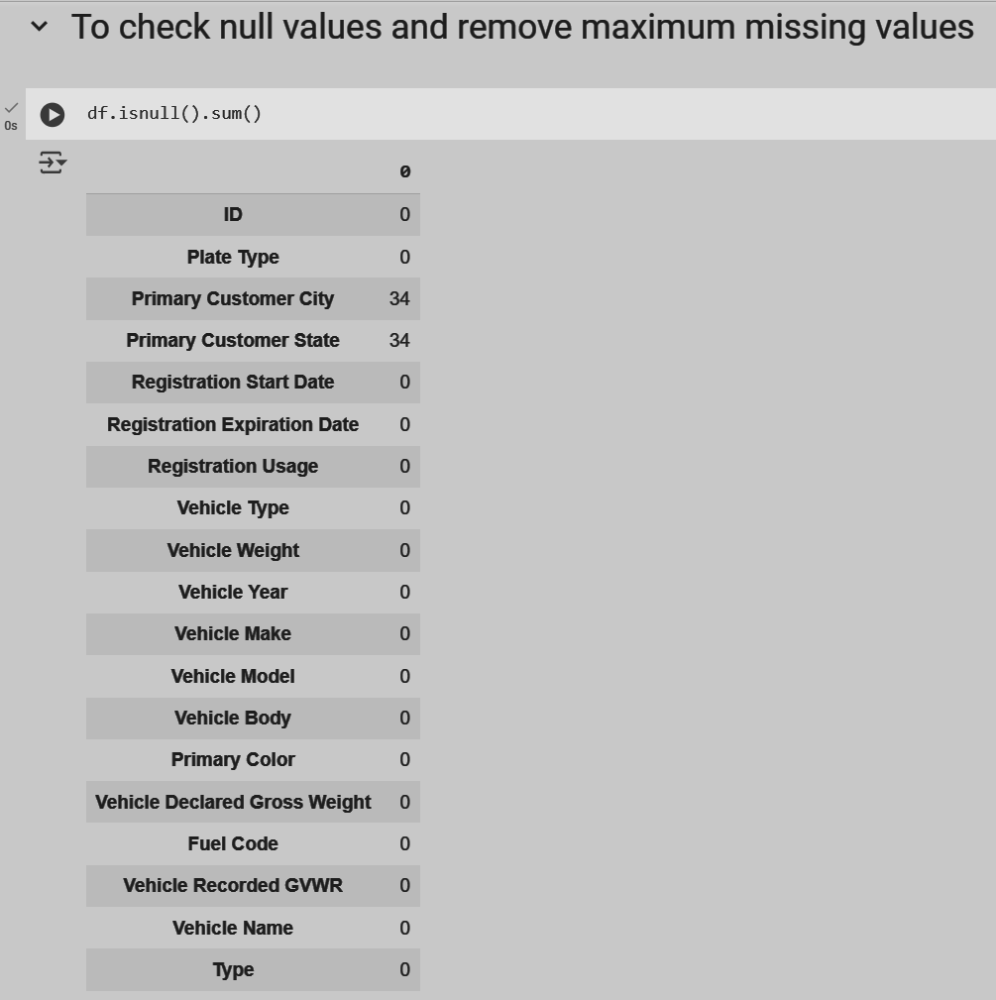 To check null values and remove maximum missing values
0s
df.isnull().sum()
0
ID 0
Plate Type 0
Primary Customer City 34
Primary Customer State 34
Registration Start Date 0
Registration Expiration Date 0
Registration Usage 0
Vehicle Type 0
Vehicle Weight 0
Vehicle Year 0
Vehicle Make 0
Vehicle Model 0
Vehicle Body 0
Primary Color 0
Vehicle Declared Gross Weight 0
Fuel Code 0
Vehicle Recorded GVWR 0
Vehicle Name 0
Type 0